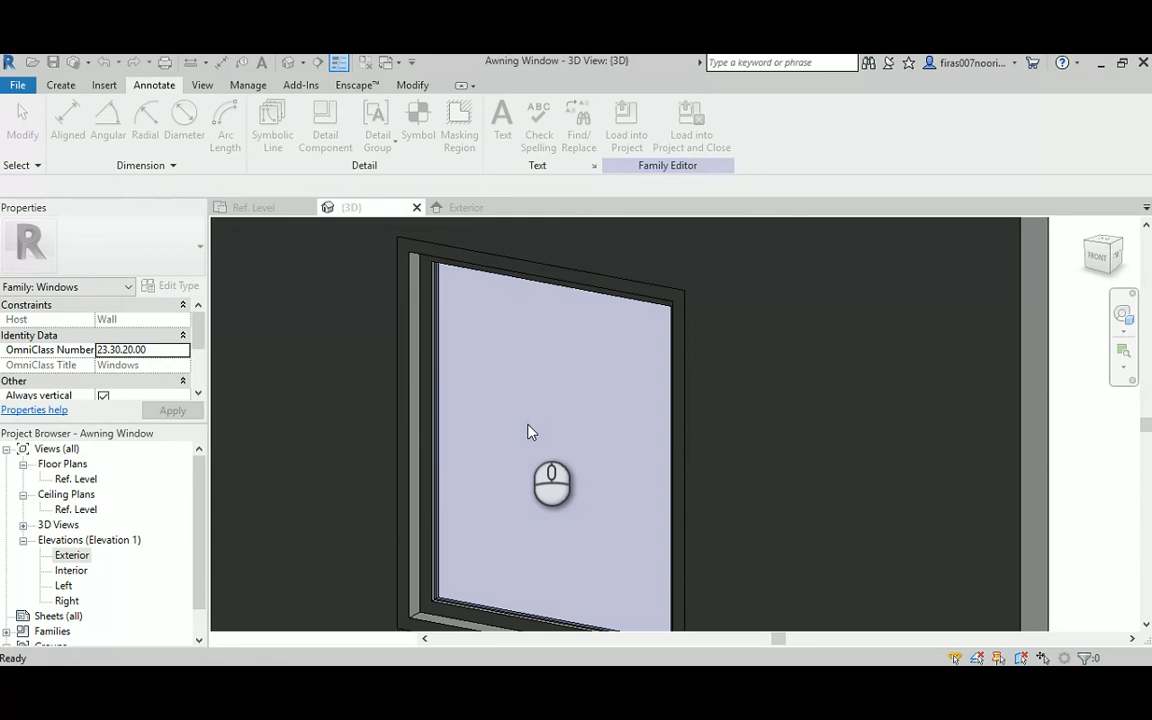 Awning Window - 3D View: {3D}
Type a keyword or phrase
firas007noori...
File Create Insert Annotate View Manage Add-Ins Enscape™ Modify
Modify Aligned Angular Radial Diameter Arc Length Symbolic Line Detail Component Detail Group Symbol Masking Region Text Check Spelling Find/ Replace Load into Project Load into Project and Close
ABC
Select Dimension Detail Text Family Editor
Properties
Ref. Level {3D} Exterior
R
FRONT
Family: Windows Edit Type
Constraints
Host Wall
Identity Data
OmniClass Number 23.30.20.00
OmniClass Title Windows
Other
Always vertical
Properties help Apply
Project Browser - Awning Window
Views (all)
Floor Plans
Ref. Level
Ceiling Plans
Ref. Level
3D Views
Elevations (Elevation 1)
Exterior
Interior
Left
Right
Sheets (all)
Families
Ready
:0